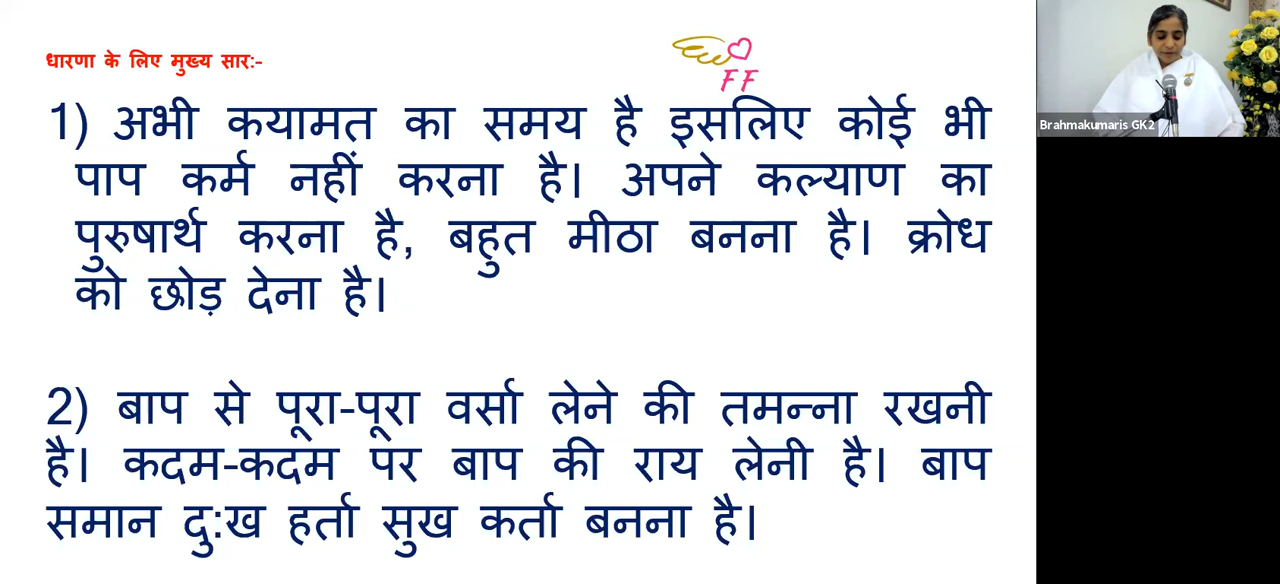 धारणा के लिए मुख्य सार:-
FF
1) अभी कयामत का समय है इसलिए कोई भी
पाप कर्म नहीं करना है। अपने कल्याण का
पुरुषार्थ करना है, बहुत मीठा बनना है। क्रोध
को छोड़ देना है।
2) बाप से पूरा-पूरा वर्सा लेने की तमन्ना रखनी
है। कदम-कदम पर बाप की राय लेनी है। बाप
समान दु:ख हर्ता सुख कर्ता बनना है।
Brahmakumaris GK2